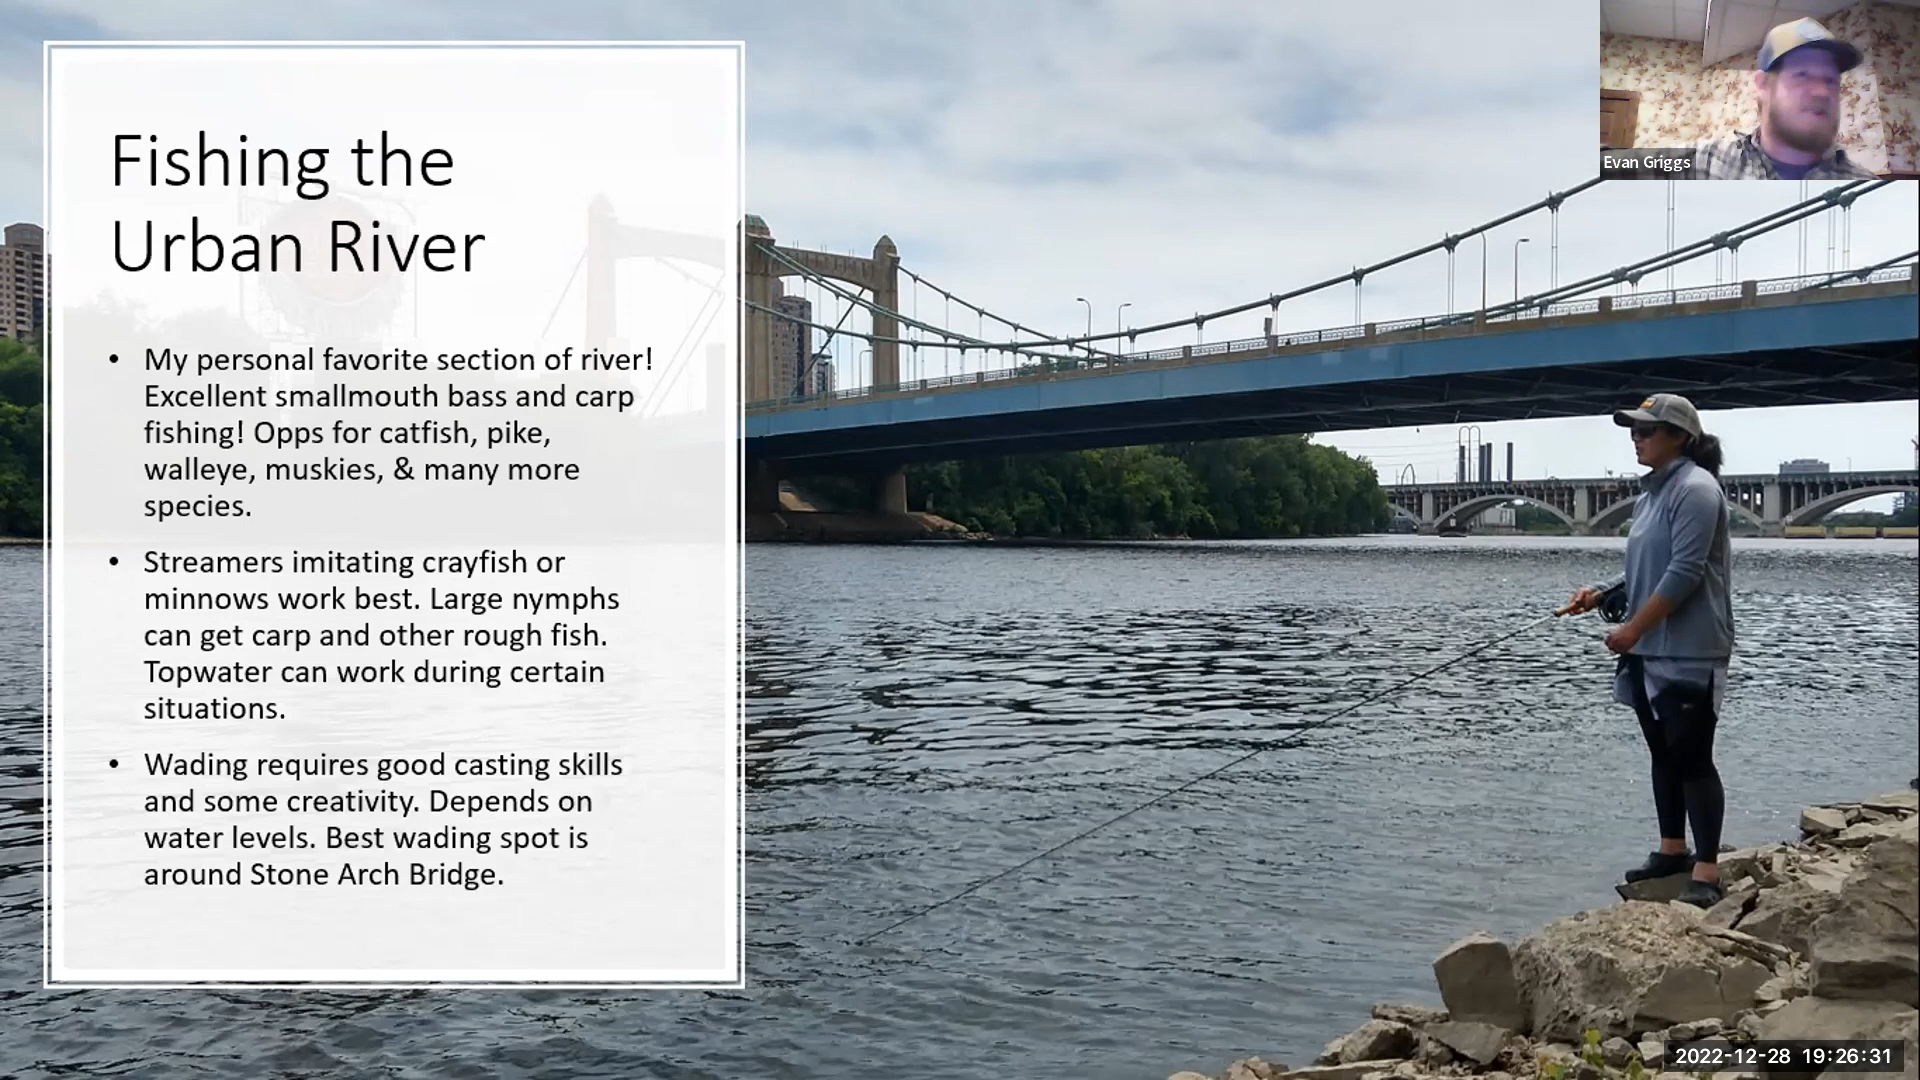 Fishing the
Urban River
• My personal favorite section of river!
Excellent smallmouth bass and carp
fishing! Opps for catfish, pike,
walleye, muskies, & many more
species.
• Streamers imitating crayfish or
minnows work best. Large nymphs
can get carp and other rough fish.
Topwater can work during certain
situations.
• Wading requires good casting skills
and some creativity. Depends on
water levels. Best wading spot is
around Stone Arch Bridge.
Evan Griggs
2022-12-28 19:26:31